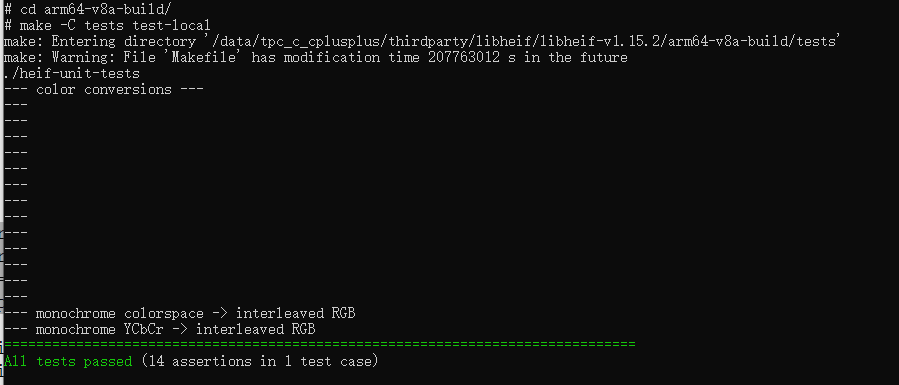 # cd arm64-v8a-build/
# make -C tests test-local
make: Entering directory '/data/tpc_c_cplusplus/thirdparty/libheif/libheif-v1.15.2/arm64-v8a-build/tests'
make: Warning: File 'Makefile' has modification time 207763012 s in the future
./heif-unit-tests
--- color conversions ---
---
---
---
---
---
---
---
---
---
---
---
---
---
--- monochrome colorspace -> interleaved RGB
--- monochrome YCbCr -> interleaved RGB
===============================================================================
All tests passed (14 assertions in 1 test case)